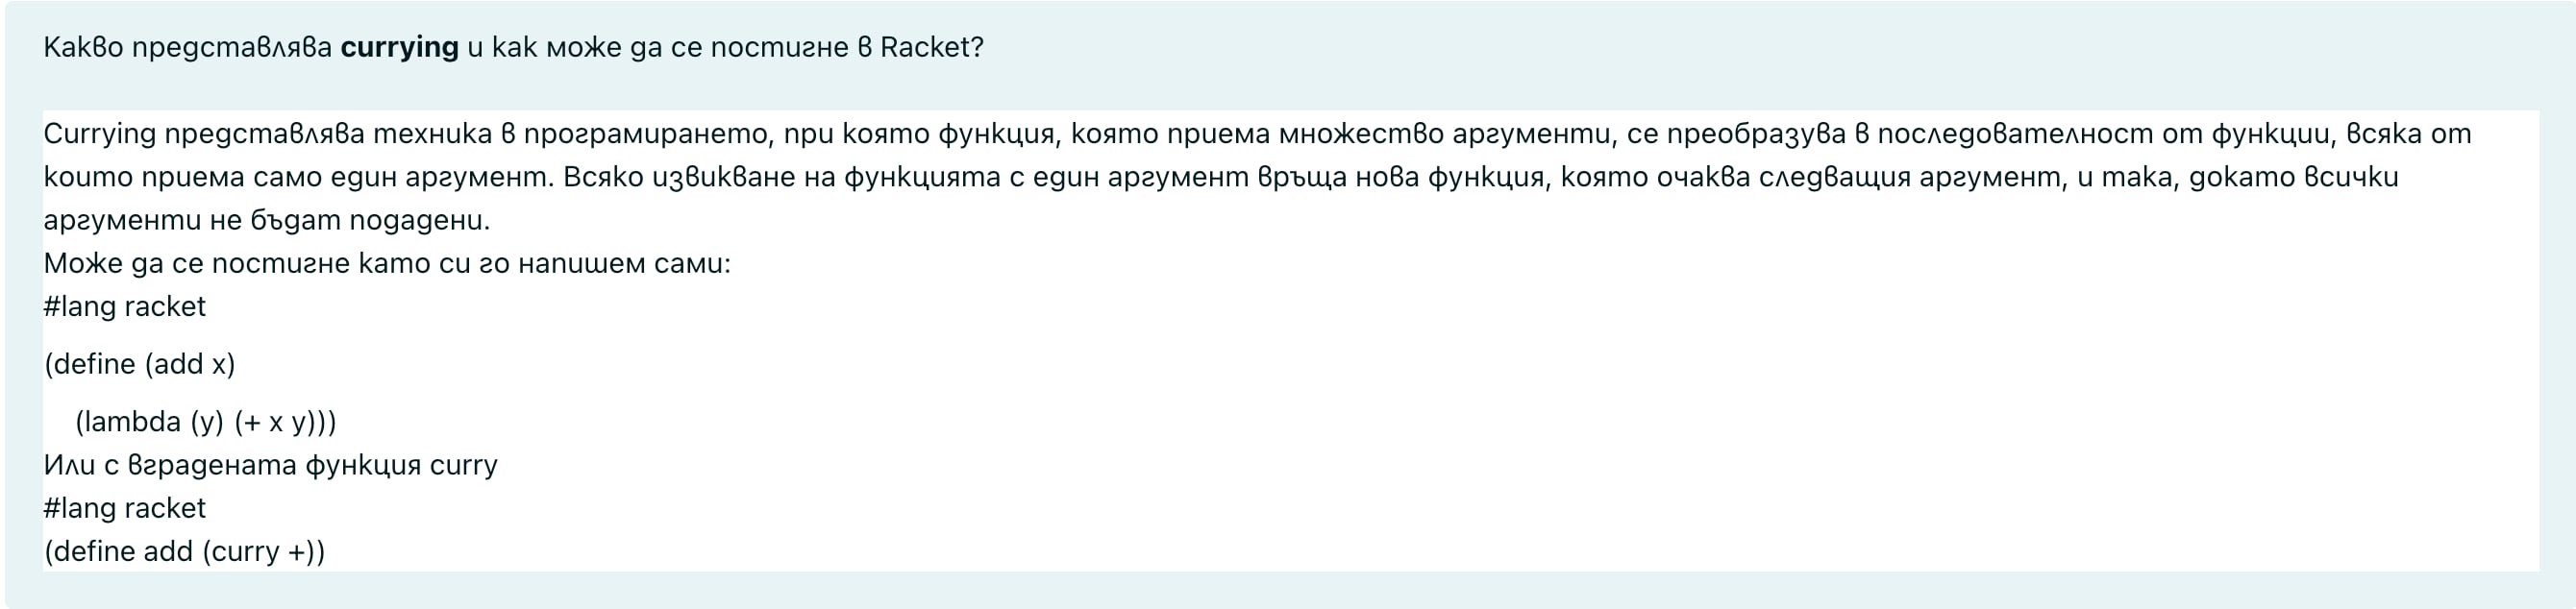 Какво представлява currying и как може да се постигне в Racket?
Currying представлява техника в програмирането, при която функция, която приема множество аргументи, се преобразува в последователност от функции, всяка от
които приема само един аргумент. Всяко извикване на функцията с един аргумент връща нова функция, която очаква следващия аргумент, и така, докато всички
аргументи не бъдат подадени.
Може да се постигне като си го напишем сами:
#lang racket
(define (add x)
(lambda (y) (+ x y)))
Или с вградената функция curry
#lang racket
(define add (curry +))